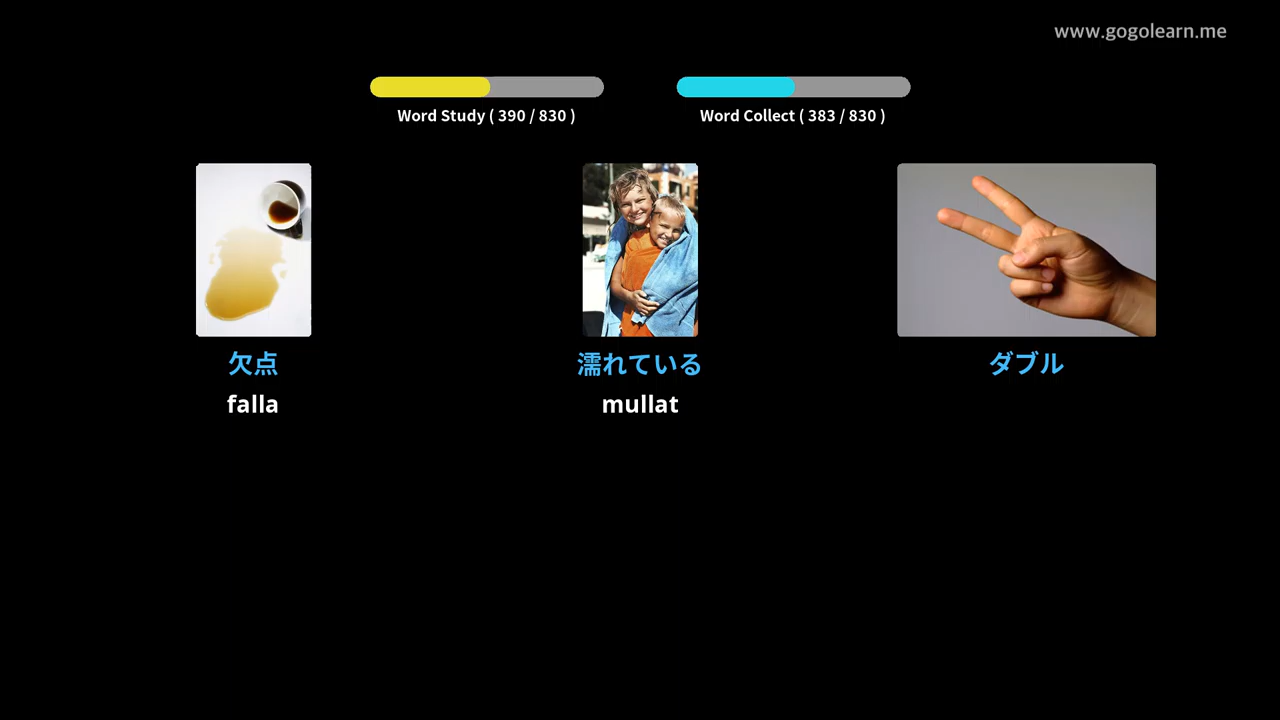 www.gogolearn.me
Word Study ( 390 / 830 )
Word Collect ( 383 / 830 )
欠点
falla
濡れている
mullat
ダブル